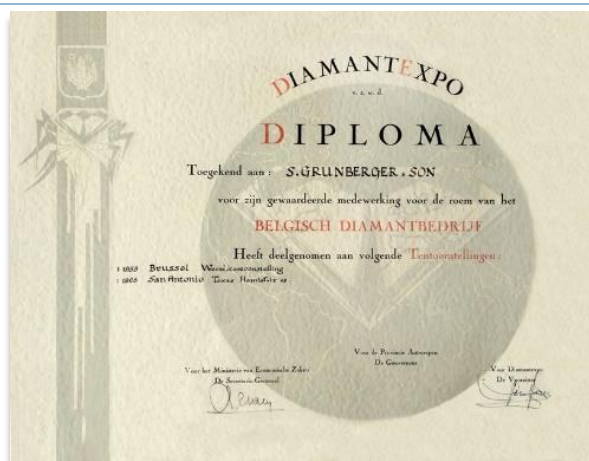 DIAMANTEXPO
v. z. w. d.
DIPLOMA
Toegekend aan : S. GRUNBERGER + SON
voor zijn gewaardeerde medewerking voor de roem van het
BELGISCH DIAMANTBEDRIJF
Heeft deelgenomen aan volgende Tentoonstellingen :
Brussel Wereldtentoonstelling
San Antonio Texas
Voor de Provincie Antwerpen
De Gouverneur
Voor het Ministerie van Economische Zaken
De Secretaris Generaal
Voor Diamantexpo
De Voorzitter